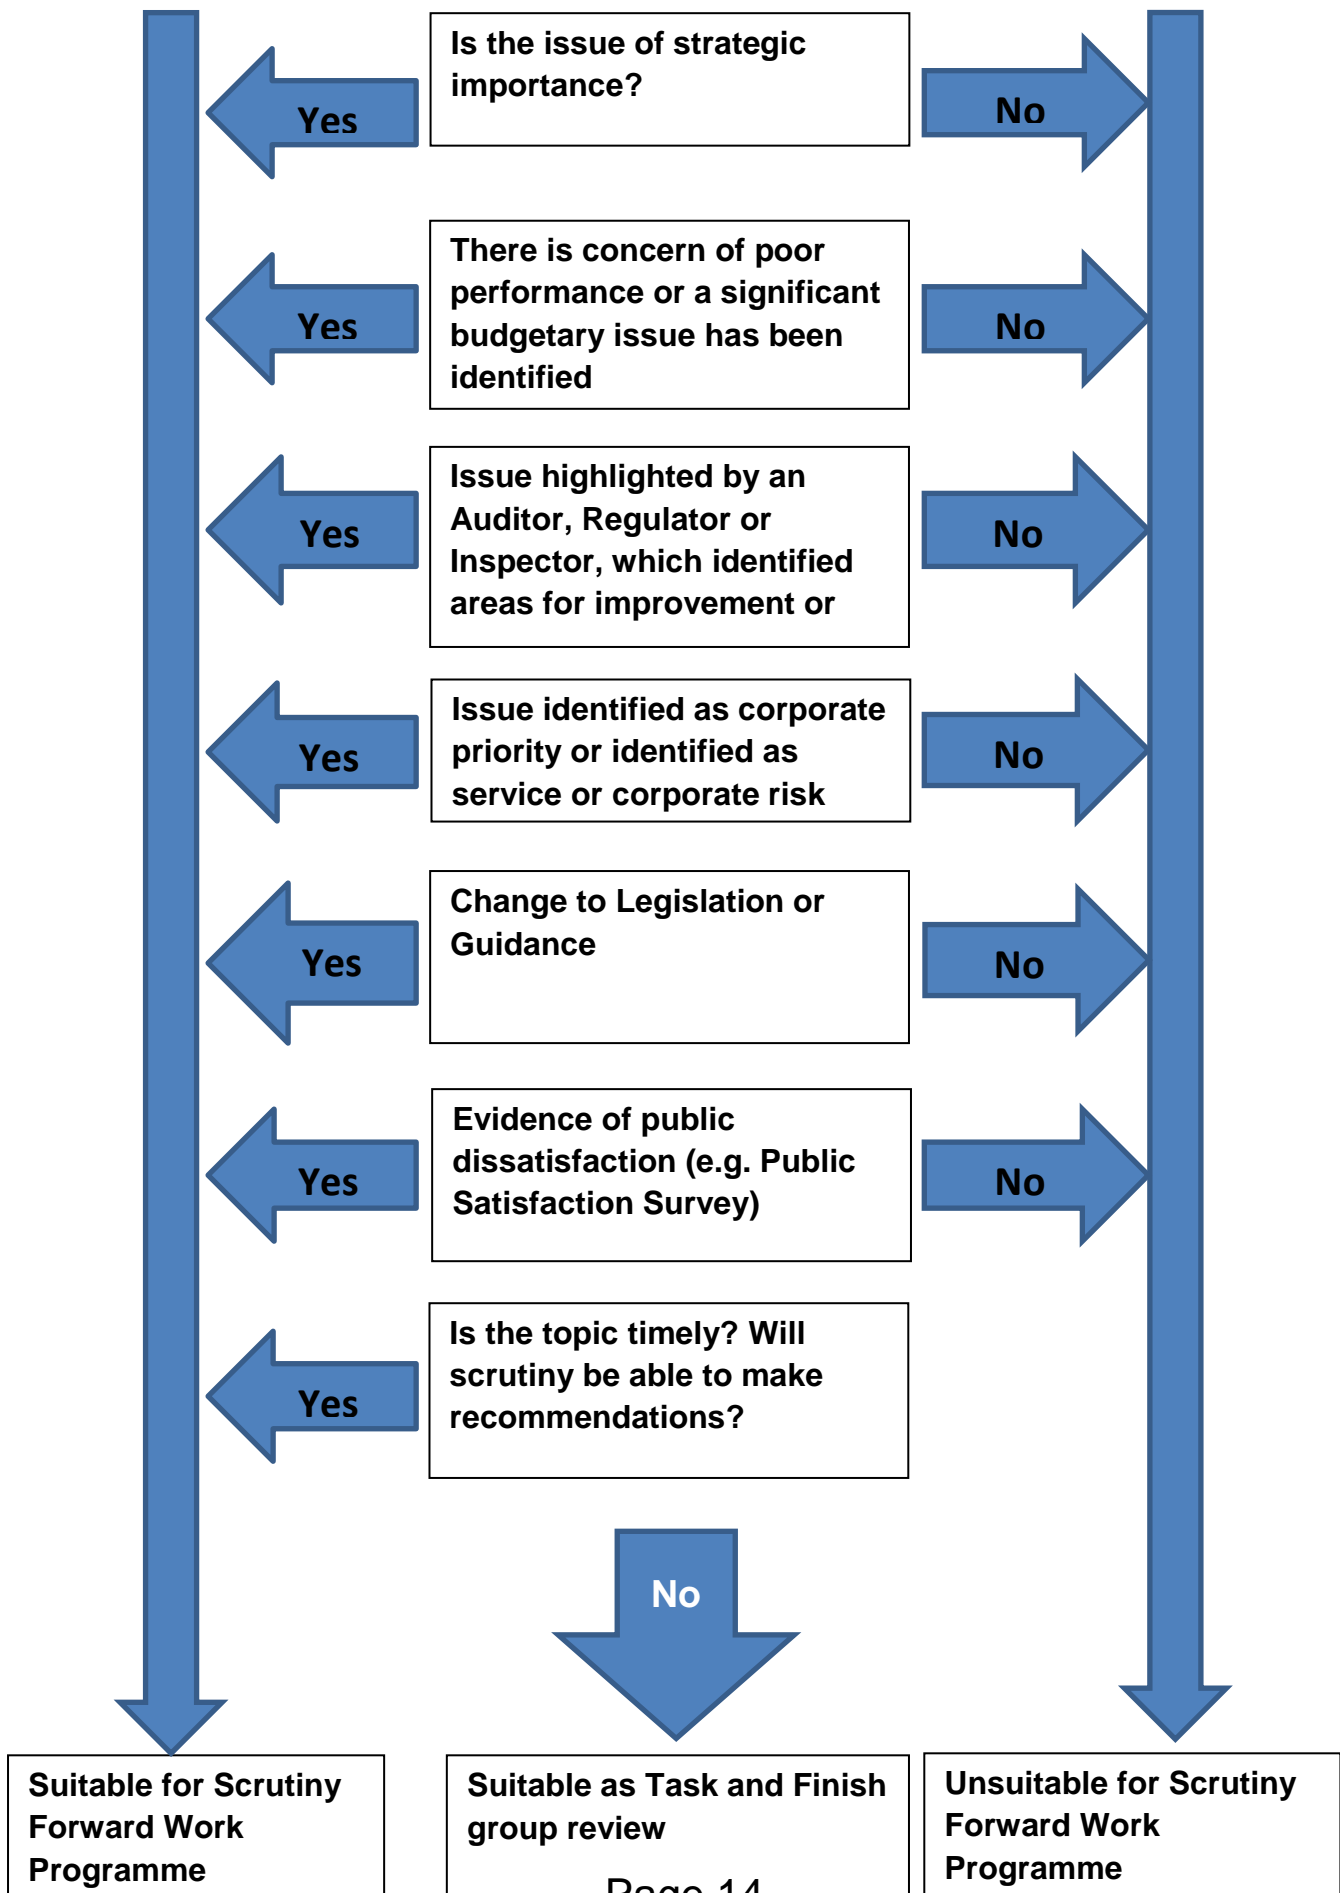 Is the issue of strategic
importance?
Yes
No
There is concern of poor
performance or a significant
budgetary issue has been
identified
Yes
No
Issue highlighted by an
Auditor, Regulator or
Inspector, which identified
areas for improvement or
Yes
No
Issue identified as corporate
priority or identified as
service or corporate risk
Yes
No
Change to Legislation or
Guidance
Yes
No
Evidence of public
dissatisfaction (e.g. Public
Satisfaction Survey)
Yes
No
Is the topic timely? Will
scrutiny be able to make
recommendations?
Yes
No
Suitable for Scrutiny
Forward Work
Programme
Suitable as Task and Finish
group review
Unsuitable for Scrutiny
Forward Work
Programme
Page 14